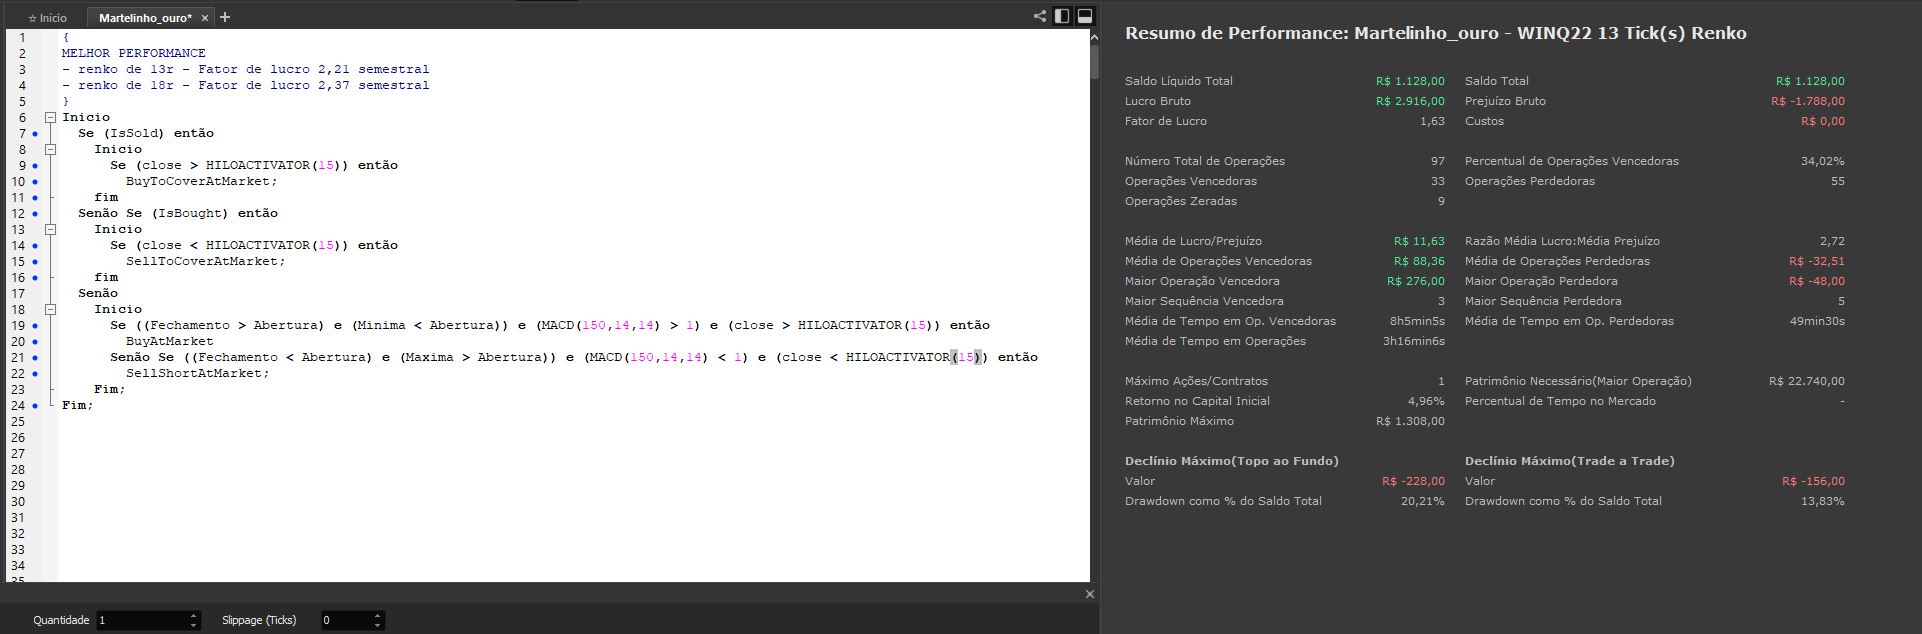 ☆ Início
Martelinho_ouro* × +
1 {
2 MELHOR PERFORMANCE
3 - renko de 13r - Fator de lucro 2,21 semestral
4 - renko de 18r - Fator de lucro 2,37 semestral
5 }
6 Inicio
7 Se (IsSold) então
8 Inicio
9 Se (close > HILOACTIVATOR(15)) então
10 BuyToCoverAtMarket;
11 fim
12 Senão Se (IsBought) então
13 Inicio
14 Se (close < HILOACTIVATOR(15)) então
15 SellToCoverAtMarket;
16 fim
17 Senão
18 Inicio
19 Se ((Fechamento > Abertura) e (Minima < Abertura)) e (MACD(150,14,14) > 1) e (close > HILOACTIVATOR(15)) então
20 BuyAtMarket
21 Senão Se ((Fechamento < Abertura) e (Maxima > Abertura)) e (MACD(150,14,14) < 1) e (close < HILOACTIVATOR(15)) então
22 SellShortAtMarket;
23 Fim;
24 Fim;
25
26
27
28
29
30
31
32
33
34
35
Quantidade 1 Slippage (Ticks) 0
Resumo de Performance: Martelinho_ouro - WINQ22 13 Tick(s) Renko
Saldo Líquido Total R$ 1.128,00 Saldo Total R$ 1.128,00
Lucro Bruto R$ 2.916,00 Prejuízo Bruto R$ -1.788,00
Fator de Lucro 1,63 Custos R$ 0,00
Número Total de Operações 97 Percentual de Operações Vencedoras 34,02%
Operações Vencedoras 33 Operações Perdedoras 55
Operações Zeradas 9
Média de Lucro/Prejuízo R$ 11,63 Razão Média Lucro:Média Prejuízo 2,72
Média de Operações Vencedoras R$ 88,36 Média de Operações Perdedoras R$ -32,51
Maior Operação Vencedora R$ 276,00 Maior Operação Perdedora R$ -48,00
Maior Sequência Vencedora 3 Maior Sequência Perdedora 5
Média de Tempo em Op. Vencedoras 8h5min5s Média de Tempo em Op. Perdedoras 49min30s
Média de Tempo em Operações 3h16min6s
Máximo Ações/Contratos 1 Patrimônio Necessário(Maior Operação) R$ 22.740,00
Retorno no Capital Inicial 4,96% Percentual de Tempo no Mercado -
Patrimônio Máximo R$ 1.308,00
Declínio Máximo(Topo ao Fundo) Declínio Máximo(Trade a Trade)
Valor R$ -228,00 Valor R$ -156,00
Drawdown como % do Saldo Total 20,21% Drawdown como % do Saldo Total 13,83%